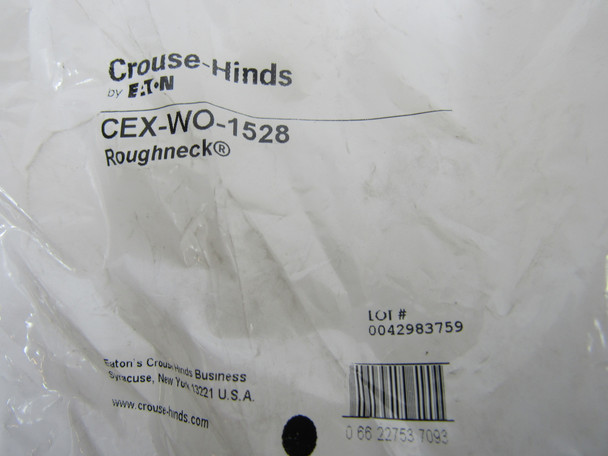 Crouse-Hinds
BY EATON
CEX-WO-1528
Roughneck®
LOT #
0042983759
Eaton's Crouse-Hinds Business
Syracuse, New York 13221 U.S.A.
www.crouse-hinds.com
0 66 22753 7093